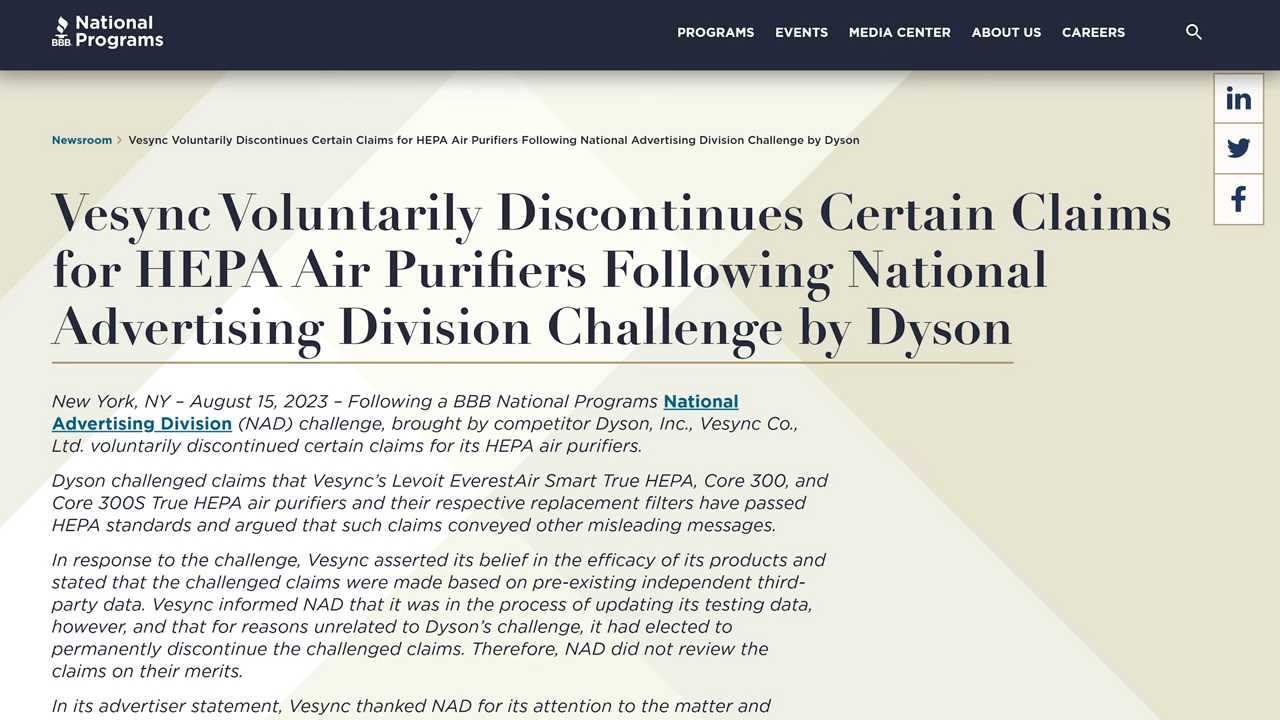 National
Programs
BBB.
PROGRAMS EVENTS MEDIA CENTER ABOUT US CAREERS
in
Newsroom > Vesync Voluntarily Discontinues Certain Claims for HEPA Air Purifiers Following National Advertising Division Challenge by Dyson
Vesync Voluntarily Discontinues Certain Claims
for HEPA Air Purifiers Following National
Advertising Division Challenge by Dyson
New York, NY – August 15, 2023 – Following a BBB National Programs National
Advertising Division (NAD) challenge, brought by competitor Dyson, Inc., Vesync Co.,
Ltd. voluntarily discontinued certain claims for its HEPA air purifiers.
Dyson challenged claims that Vesync's Levoit EverestAir Smart True HEPA, Core 300, and
Core 300S True HEPA air purifiers and their respective replacement filters have passed
HEPA standards and argued that such claims conveyed other misleading messages.
In response to the challenge, Vesync asserted its belief in the efficacy of its products and
stated that the challenged claims were made based on pre-existing independent third-
party data. Vesync informed NAD that it was in the process of updating its testing data,
however, and that for reasons unrelated to Dyson's challenge, it had elected to
permanently discontinue the challenged claims. Therefore, NAD did not review the
claims on their merits.
In its advertiser statement, Vesync thanked NAD for its attention to the matter and